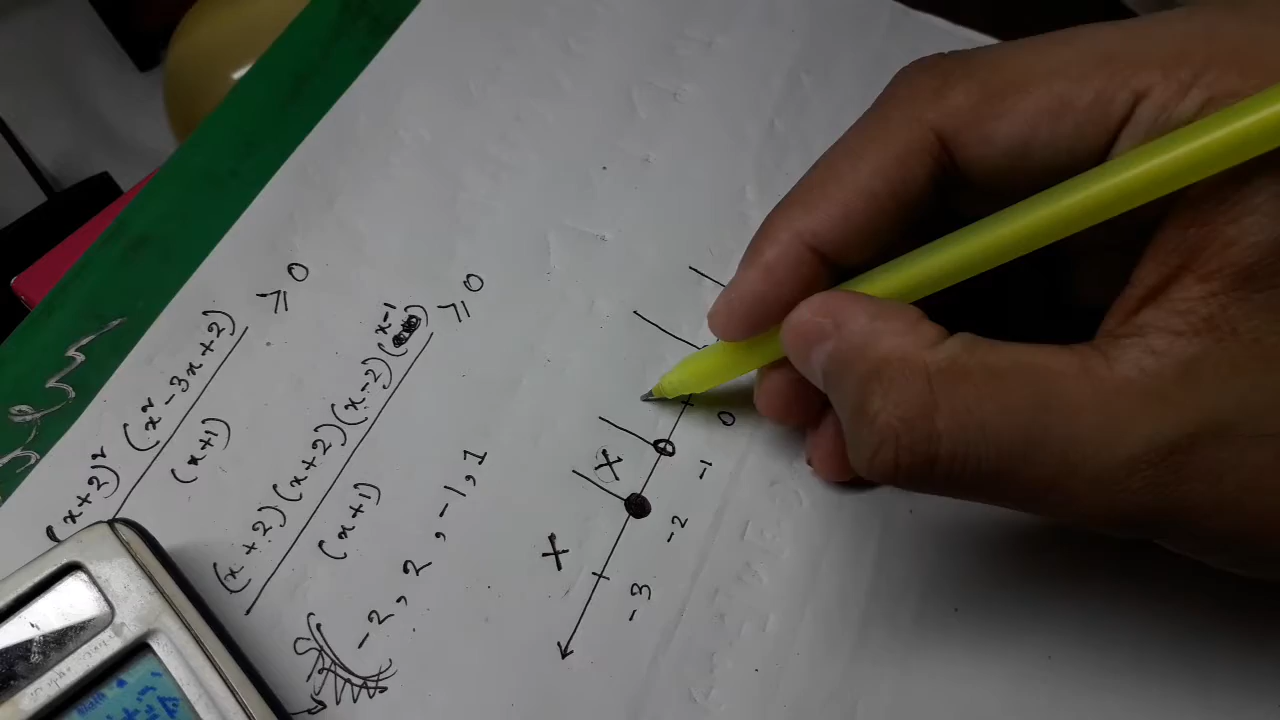 (x+2)² (x²-3x+2)
(x+1)
≥ 0
(x+2)(x+2)(x-2)(x-1)
(x+1)
≥ 0
-2, 2, -1, 1
x x
-3 -2 -1 0